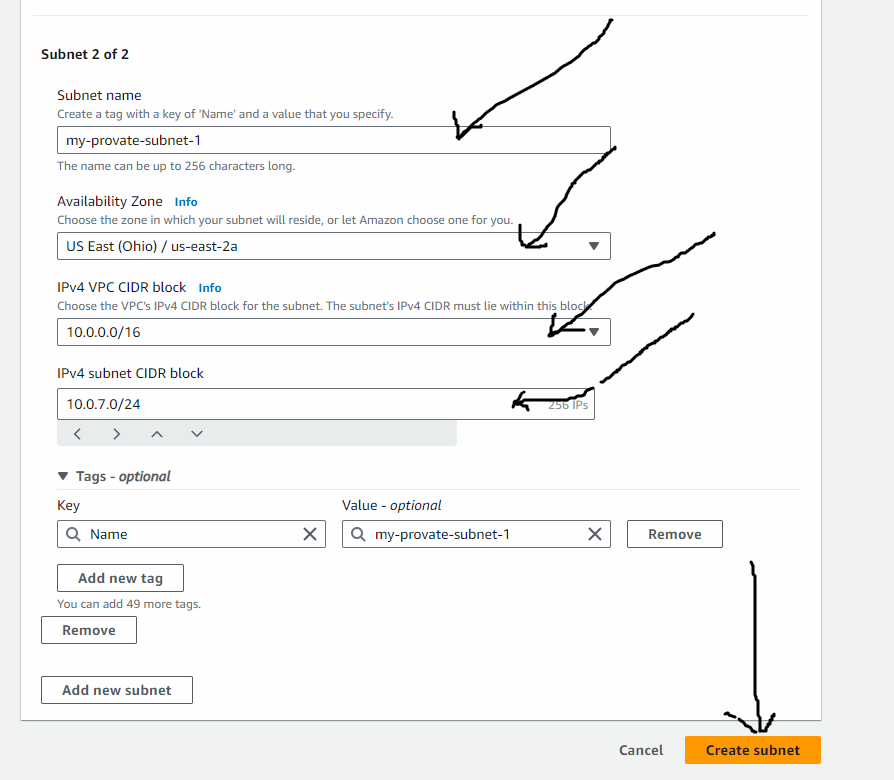 Subnet 2 of 2
Subnet name
Create a tag with a key of 'Name' and a value that you specify.
my-provate-subnet-1
The name can be up to 256 characters long.
Availability Zone Info
Choose the zone in which your subnet will reside, or let Amazon choose one for you.
US East (Ohio) / us-east-2a
IPv4 VPC CIDR block Info
Choose the VPC's IPv4 CIDR block for the subnet. The subnet's IPv4 CIDR must lie within this block.
10.0.0.0/16
IPv4 subnet CIDR block
10.0.7.0/24 256 IPs
Tags - optional
Key Value - optional
Name my-provate-subnet-1 Remove
Add new tag
You can add 49 more tags.
Remove
Add new subnet
Cancel Create subnet